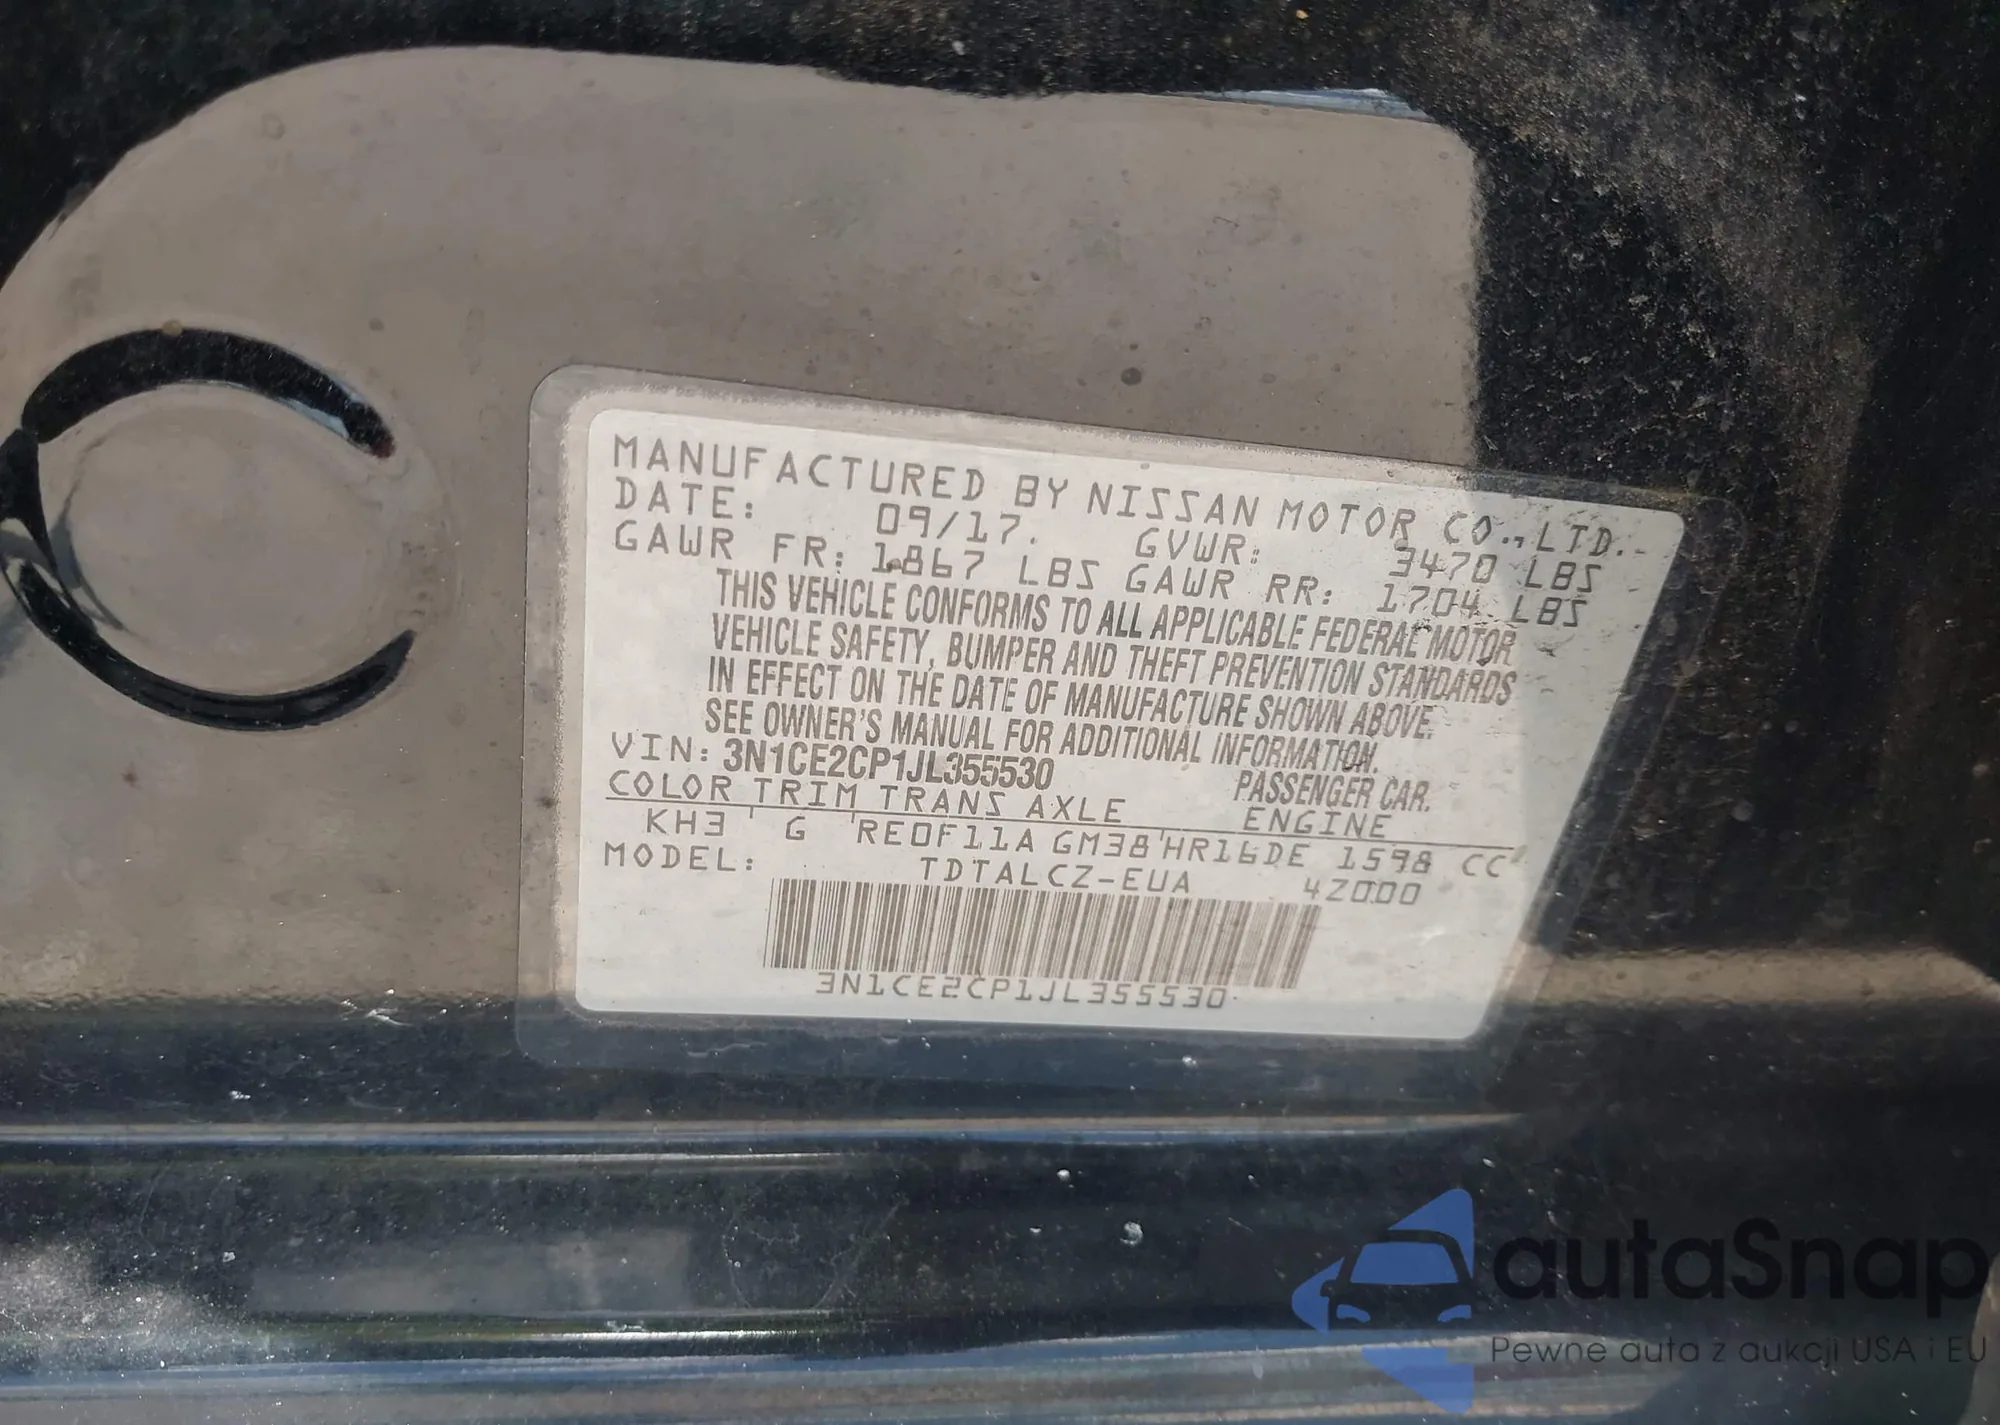 MANUFACTURED BY NISSAN MOTOR CO., LTD.
DATE: 09/17. GVWR: 3470 LBS
GAWR FR: 1867 LBS GAWR RR: 1704 LBS
THIS VEHICLE CONFORMS TO ALL APPLICABLE FEDERAL MOTOR
VEHICLE SAFETY, BUMPER AND THEFT PREVENTION STANDARDS
IN EFFECT ON THE DATE OF MANUFACTURE SHOWN ABOVE.
SEE OWNER'S MANUAL FOR ADDITIONAL INFORMATION.
VIN: 3N1CE2CP1JL355530 PASSENGER CAR.
COLOR TRIM TRANS AXLE ENGINE
KH3 G RE0F11A GM38 HR16DE 1598 CC
MODEL: TDTALCZ-EUA 4Z000
3N1CE2CP1JL355530
autaSnap
Pewne auta z aukcji USA i EU